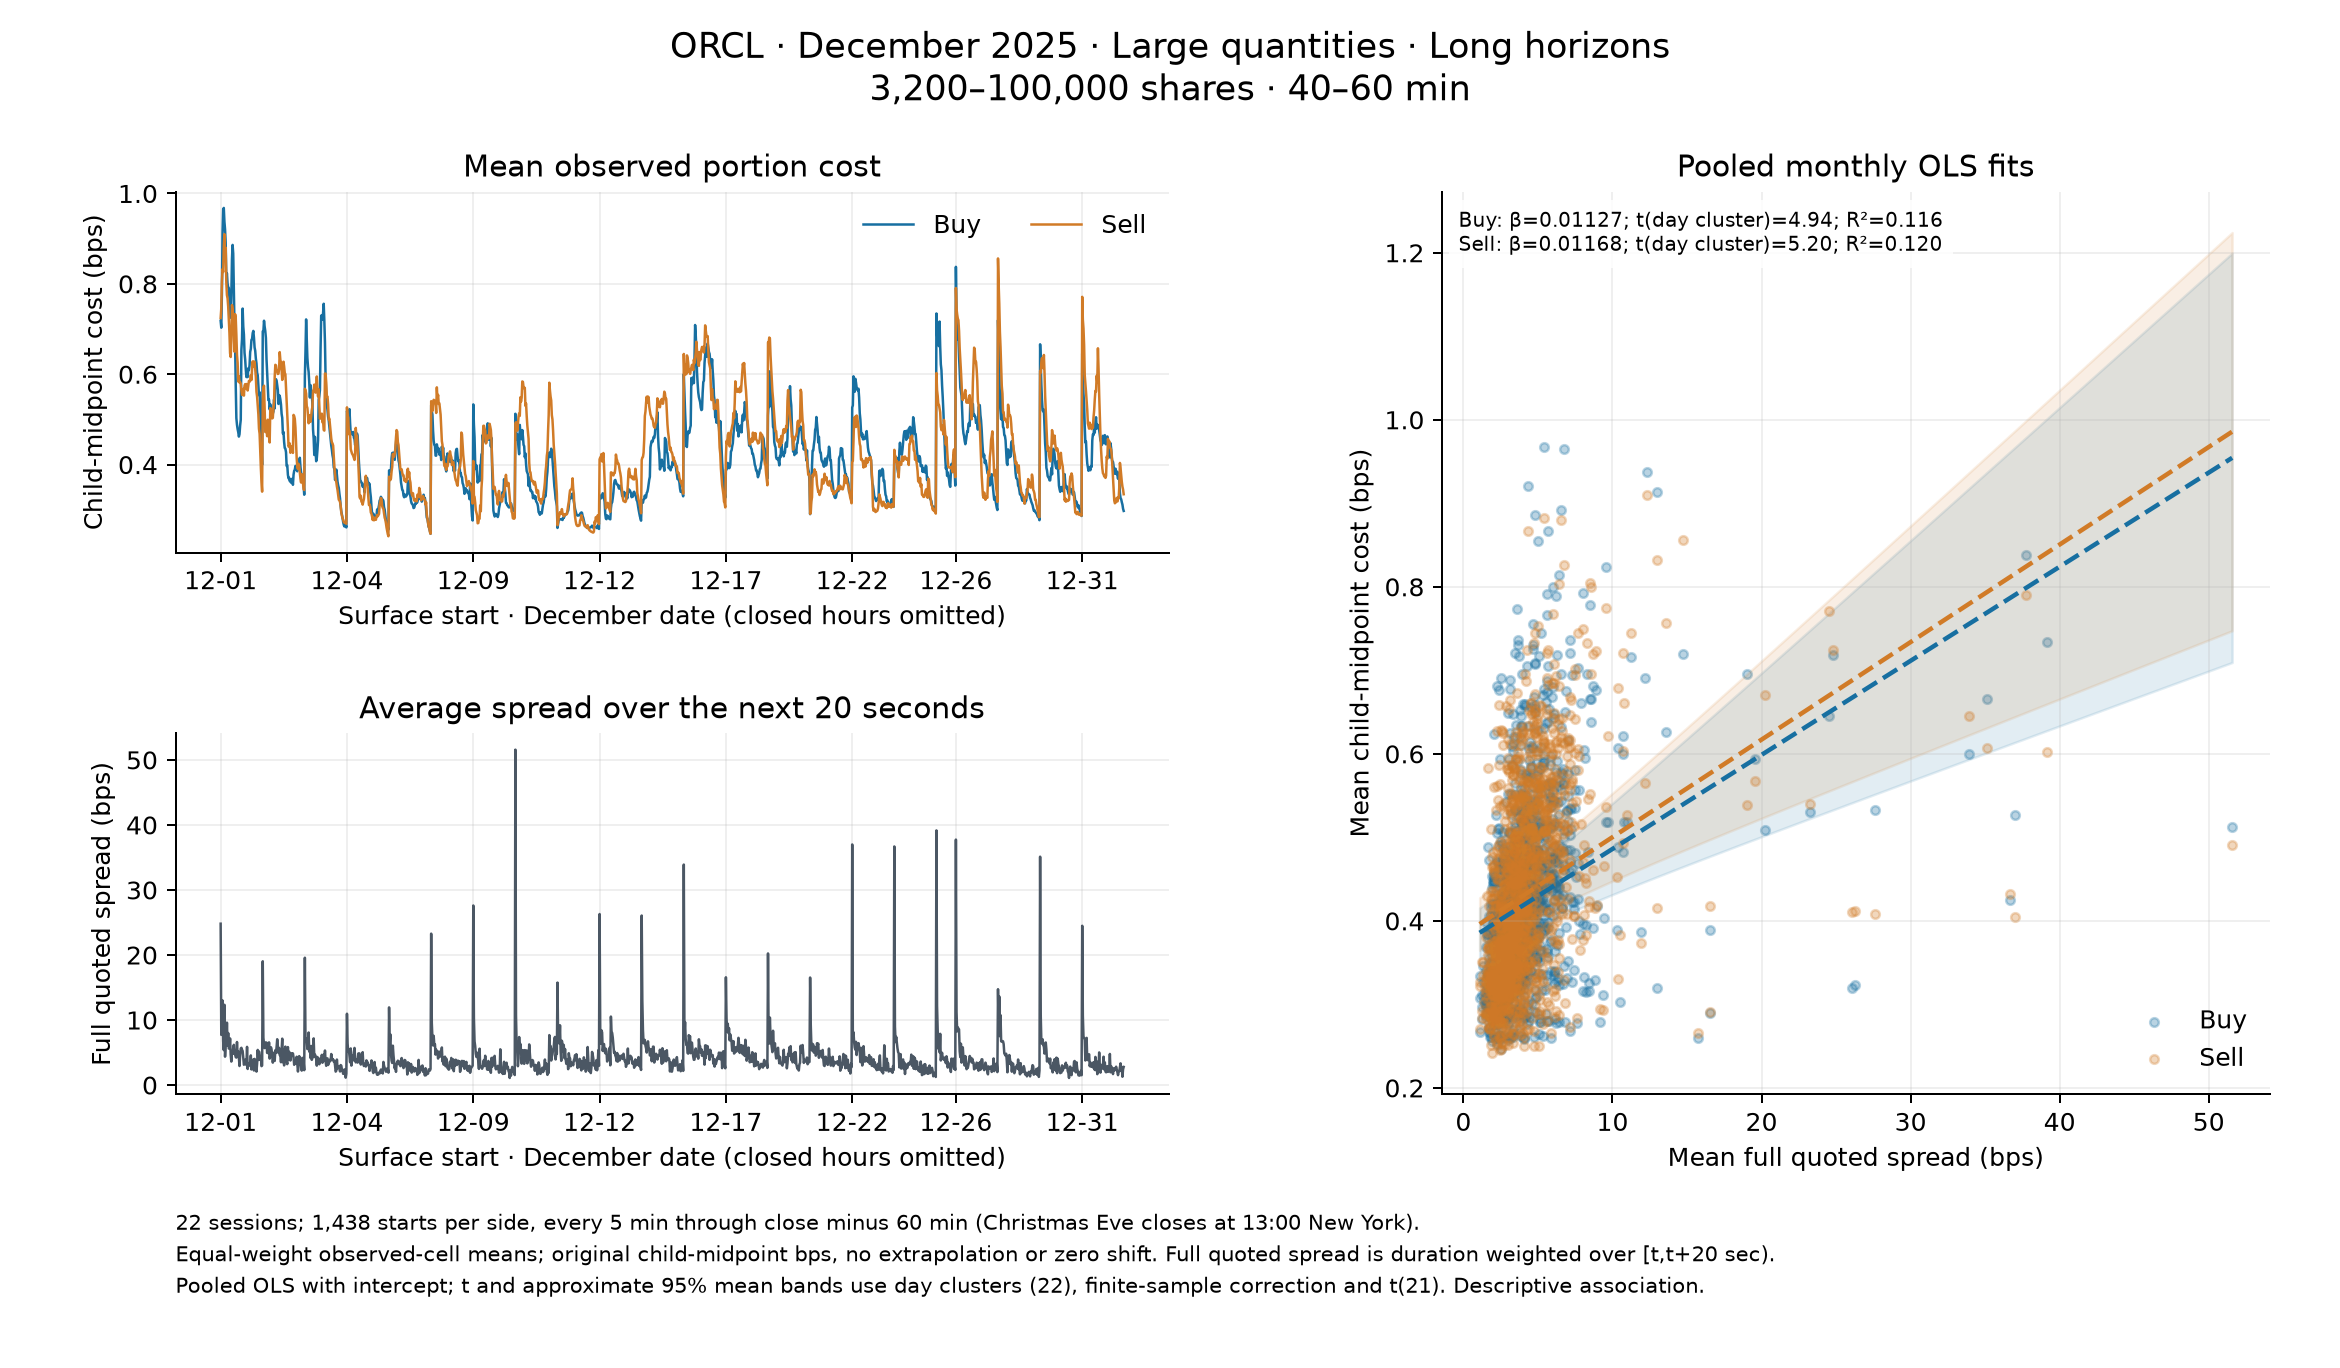 ORCL · December 2025 · Large quantities · Long horizons
3,200–100,000 shares · 40–60 min
Mean observed portion cost
Child-midpoint cost (bps)
1.0
0.8
0.6
0.4
Buy
Sell
12-01
12-04
12-09
12-12
12-17
12-22
12-26
12-31
Surface start · December date (closed hours omitted)
Average spread over the next 20 seconds
Full quoted spread (bps)
50
40
30
20
10
0
12-01
12-04
12-09
12-12
12-17
12-22
12-26
12-31
Surface start · December date (closed hours omitted)
Pooled monthly OLS fits
Buy: β=0.01127; t(day cluster)=4.94; R²=0.116
Sell: β=0.01168; t(day cluster)=5.20; R²=0.120
Mean child-midpoint cost (bps)
1.2
1.0
0.8
0.6
0.4
0.2
Buy
Sell
0
10
20
30
40
50
Mean full quoted spread (bps)
22 sessions; 1,438 starts per side, every 5 min through close minus 60 min (Christmas Eve closes at 13:00 New York).
Equal-weight observed-cell means; original child-midpoint bps, no extrapolation or zero shift. Full quoted spread is duration weighted over [t,t+20 sec).
Pooled OLS with intercept; t and approximate 95% mean bands use day clusters (22), finite-sample correction and t(21). Descriptive association.